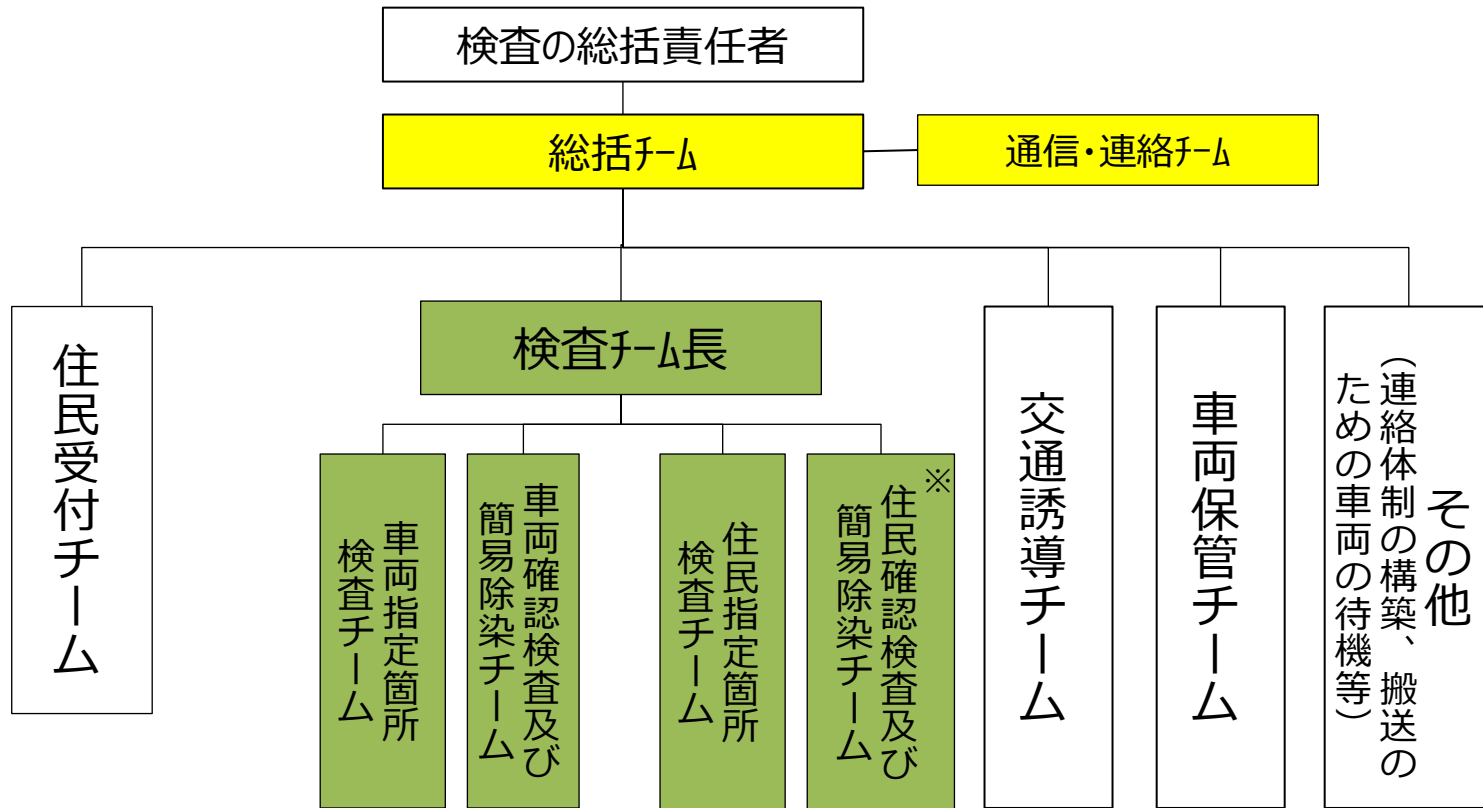 検査の総括責任者
総括ﾁｰﾑ
通信・連絡ﾁｰﾑ
住民受付チーム
検査ﾁｰﾑ長
車両指定箇所
検査チーム
車両確認検査及び
簡易除染チーム
住民指定箇所
検査チーム
※
住民確認検査及び
簡易除染チーム
交通誘導チーム
車両保管チーム
その他
（連絡体制の構築、搬送の
ための車両の待機等）